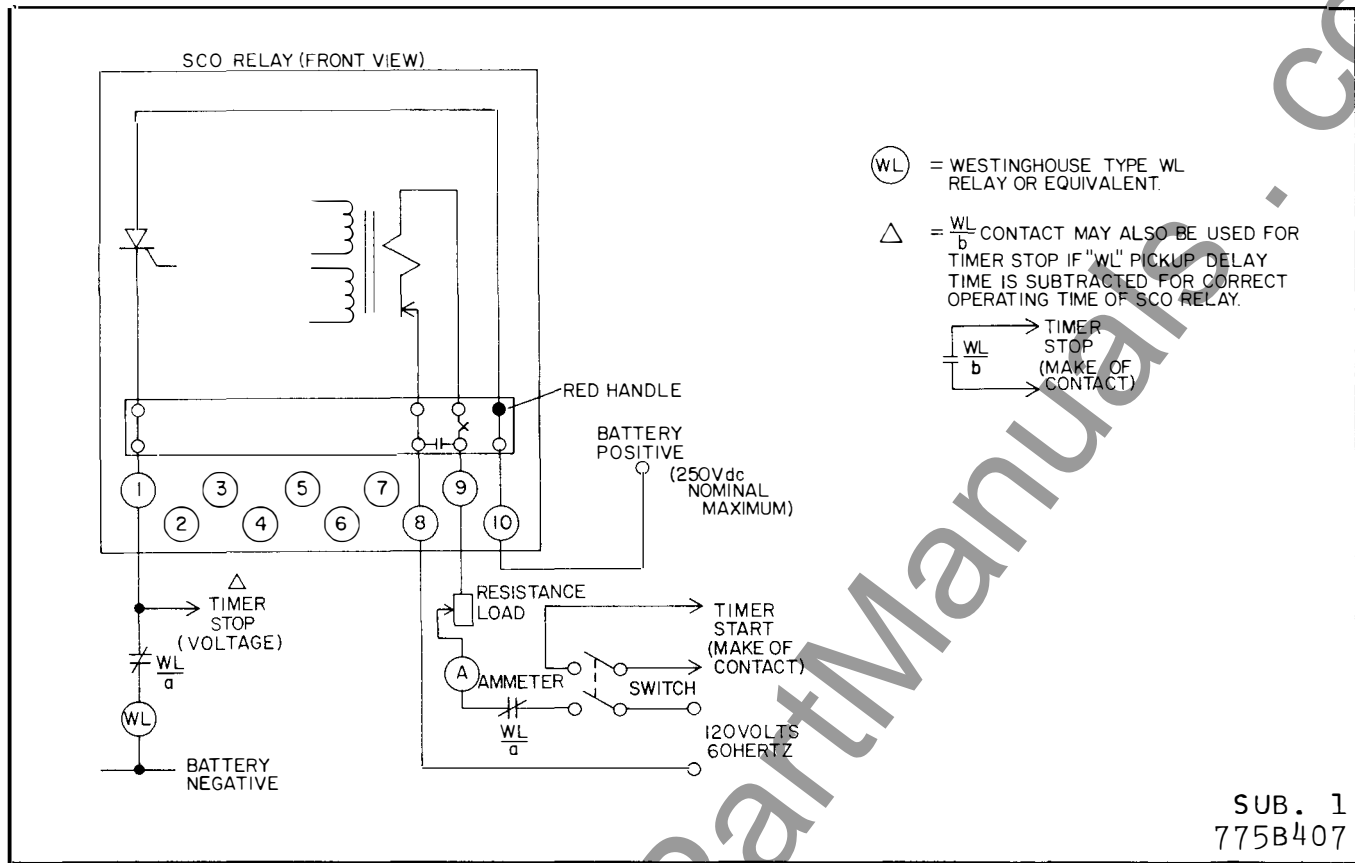 SCO RELAY (FRONT VIEW)
WL = WESTINGHOUSE TYPE WL
RELAY OR EQUIVALENT.
△ = WL/b CONTACT MAY ALSO BE USED FOR
TIMER STOP IF "WL" PICKUP DELAY
TIME IS SUBTRACTED FOR CORRECT
OPERATING TIME OF SCO RELAY.
WL
b
TIMER
STOP
(MAKE OF
CONTACT)
RED HANDLE
BATTERY
POSITIVE
(250Vdc
NOMINAL
MAXIMUM)
1 3 5 7 9
2 4 6 8 10
△
TIMER
STOP
(VOLTAGE)
WL
a
WL
BATTERY
NEGATIVE
RESISTANCE
LOAD
A AMMETER
WL
a
SWITCH
TIMER
START
(MAKE OF
CONTACT)
120VOLTS
60HERTZ
SUB. 1
775B407
PartManuals . co